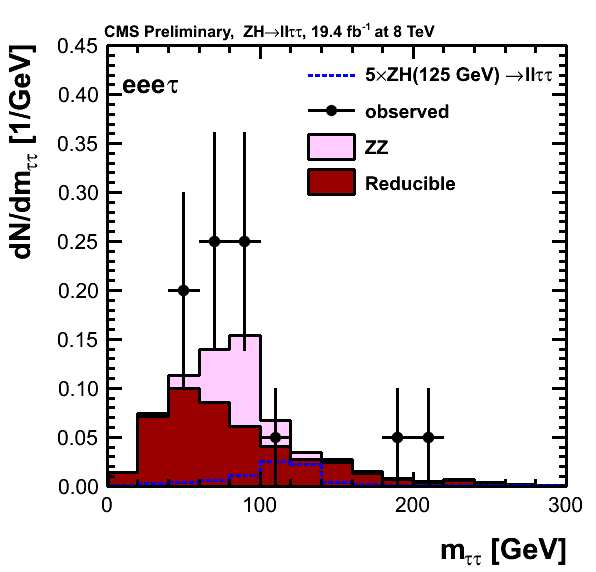 CMS Preliminary, ZH→llττ, 19.4 fb⁻¹ at 8 TeV
eeeτ
5×ZH(125 GeV) →llττ
observed
ZZ
Reducible
dN/dmττ [1/GeV]
0.45
0.40
0.35
0.30
0.25
0.20
0.15
0.10
0.05
0.00
0 100 200 300
mττ [GeV]